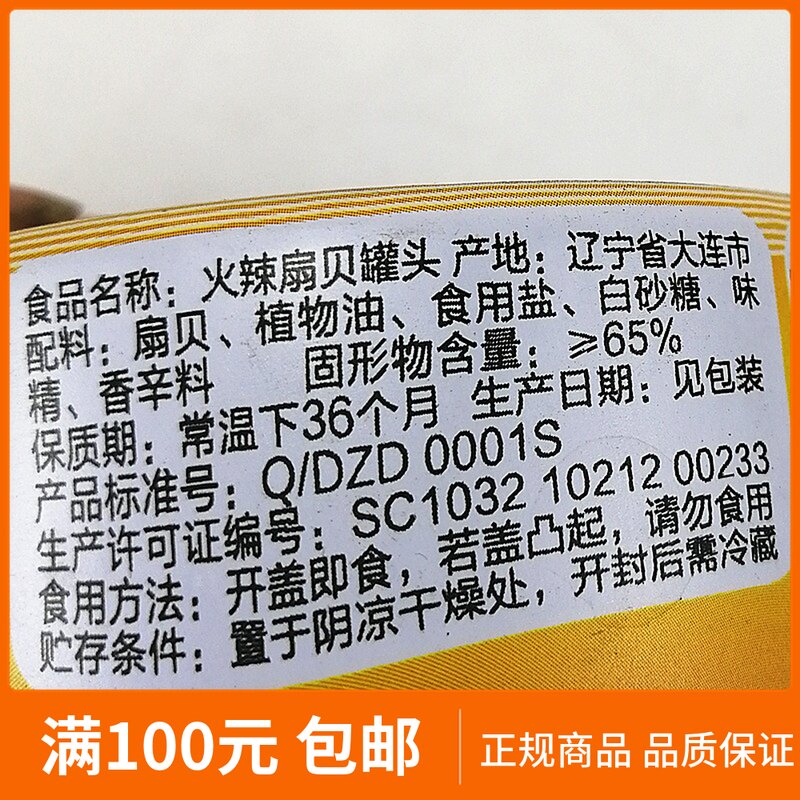 食品名称：火辣扇贝罐头 产地：辽宁省大连市
配料：扇贝、植物油、食用盐、白砂糖、味
精、香辛料 固形物含量：≥65%
保质期：常温下36个月 生产日期：见包装
产品标准号：Q/DZD 0001S
生产许可证编号：SC1032 10212 00233
食用方法：开盖即食，若盖凸起，请勿食用
贮存条件：置于阴凉干燥处，开封后需冷藏
满100元 包邮
正规商品 品质保证